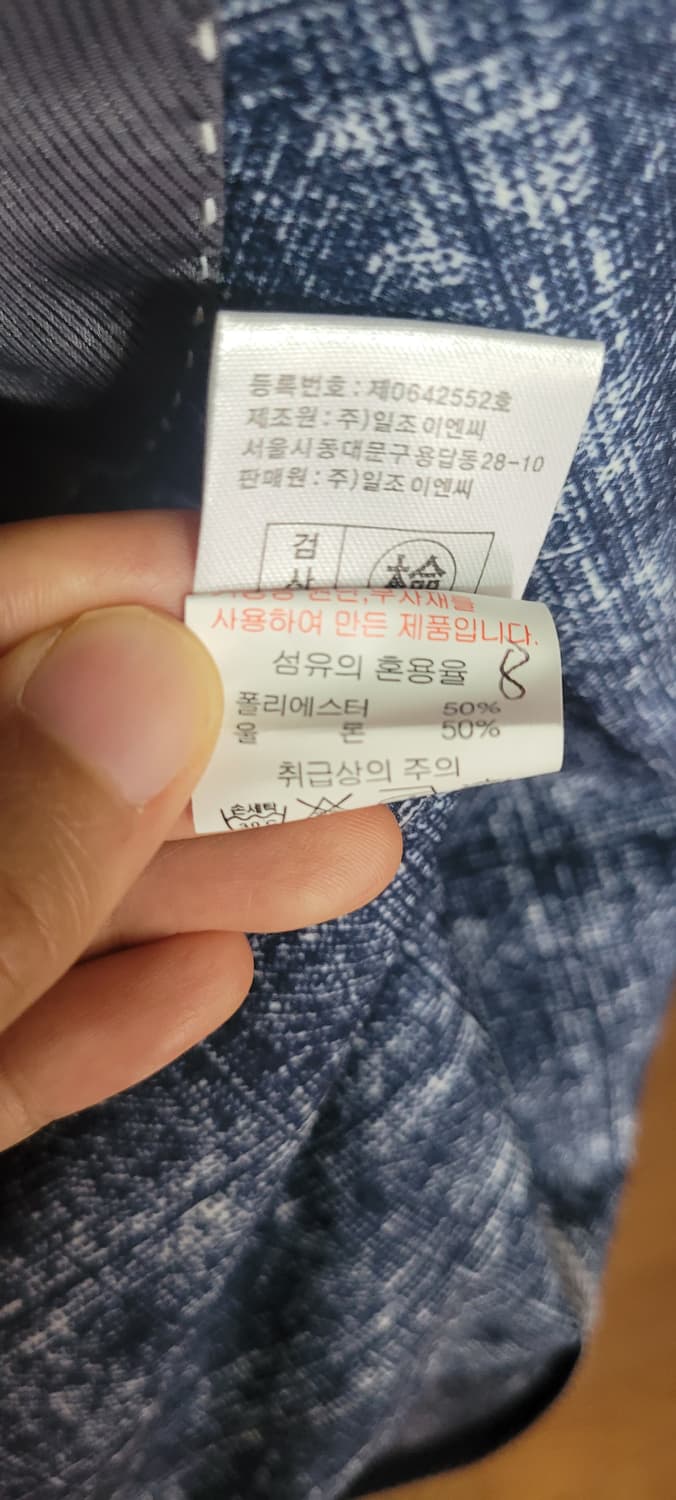 등록번호 : 제0642552호
제조원 : 주)일조이엔씨
서울시동대문구용답동28-10
판매원 : 주)일조이엔씨
검
사
사용하여 만든 제품입니다.
섬유의 혼용율 8
폴리에스터 50%
울 론 50%
취급상의 주의
손세탁